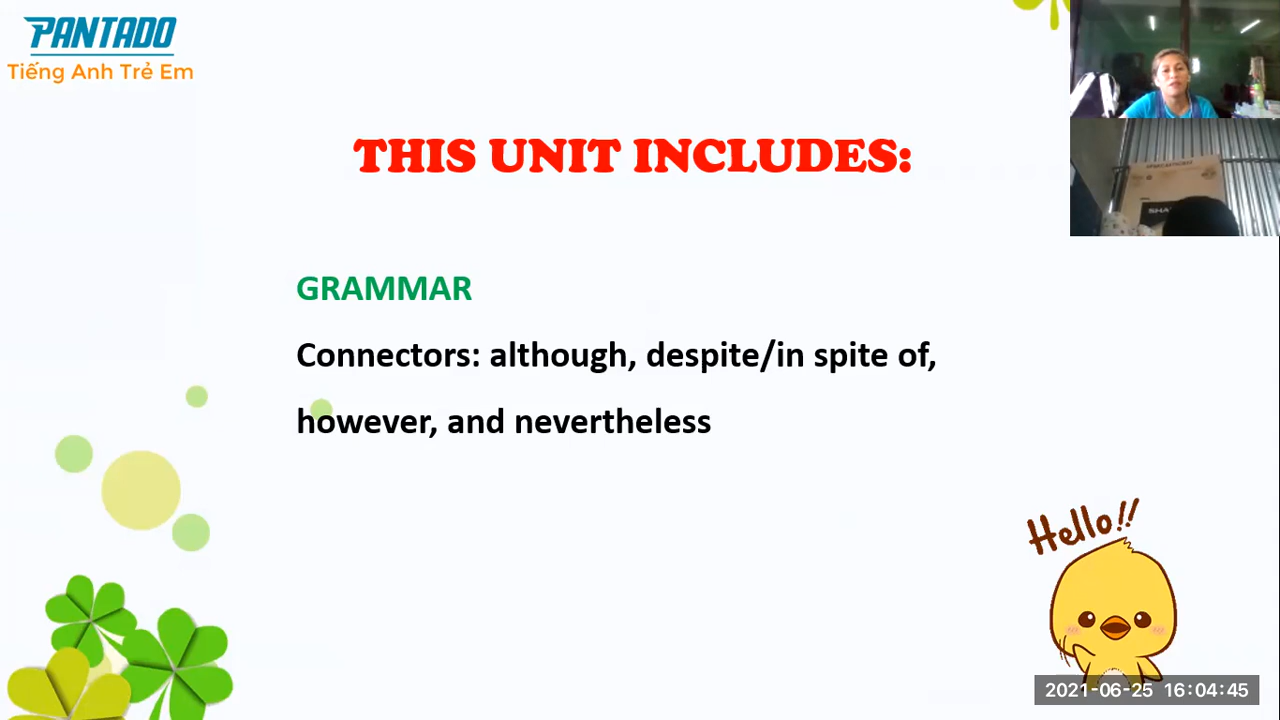 PANTADO
Tiếng Anh Trẻ Em
THIS UNIT INCLUDES:
GRAMMAR
Connectors: although, despite/in spite of,
however, and nevertheless
Hello!!
2021-06-25 16:04:45